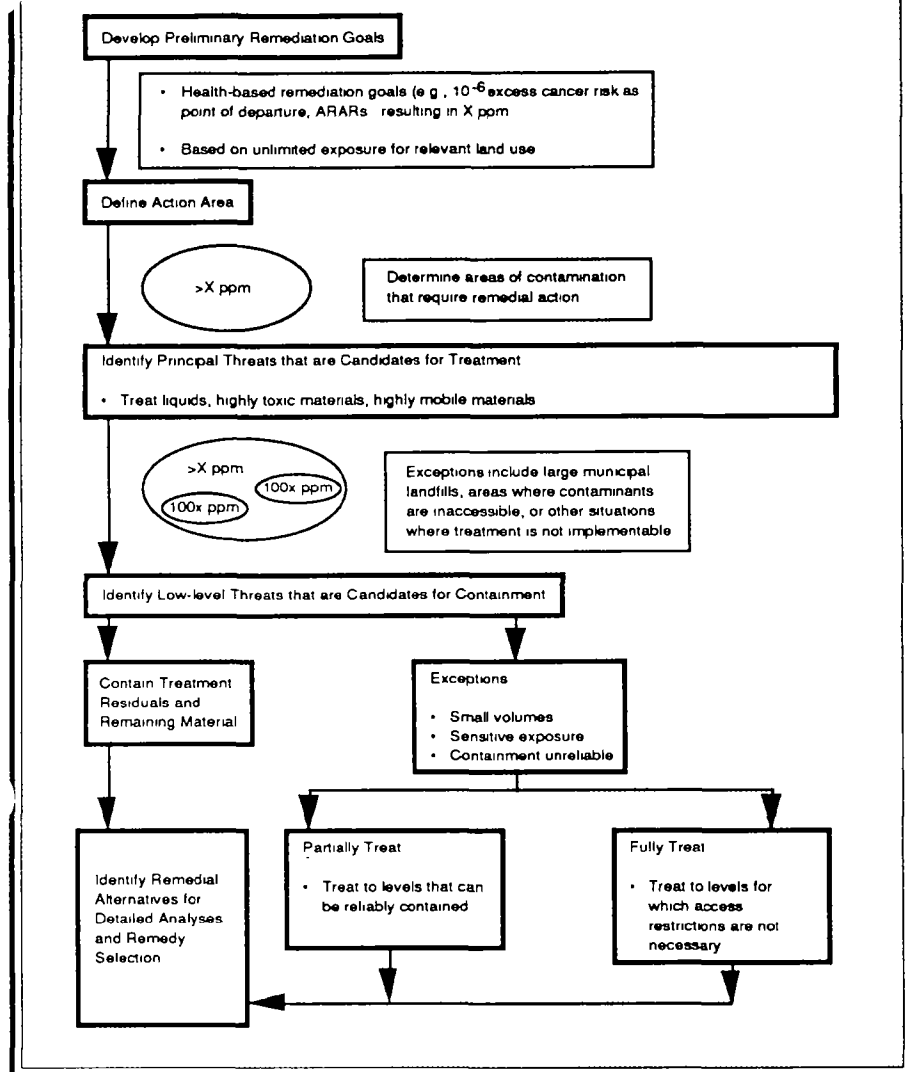 Develop Preliminary Remediation Goals
• Health-based remediation goals (e g , 10-6 excess cancer risk as
point of departure, ARARs resulting in X ppm
• Based on unlimited exposure for relevant land use
Define Action Area
>X ppm
Determine areas of contamination
that require remedial action
Identify Principal Threats that are Candidates for Treatment
• Treat liquids, highly toxic materials, highly mobile materials
>X ppm
100x ppm
100x ppm
Exceptions include large municipal
landfills, areas where contaminants
are inaccessible, or other situations
where treatment is not implementable
Identify Low-level Threats that are Candidates for Containment
Contain Treatment
Residuals and
Remaining Material
Exceptions
• Small volumes
• Sensitive exposure
• Containment unreliable
Identify Remedial
Alternatives for
Detailed Analyses
and Remedy
Selection
Partially Treat
• Treat to levels that can
be reliably contained
Fully Treat
• Treat to levels for
which access
restrictions are not
necessary